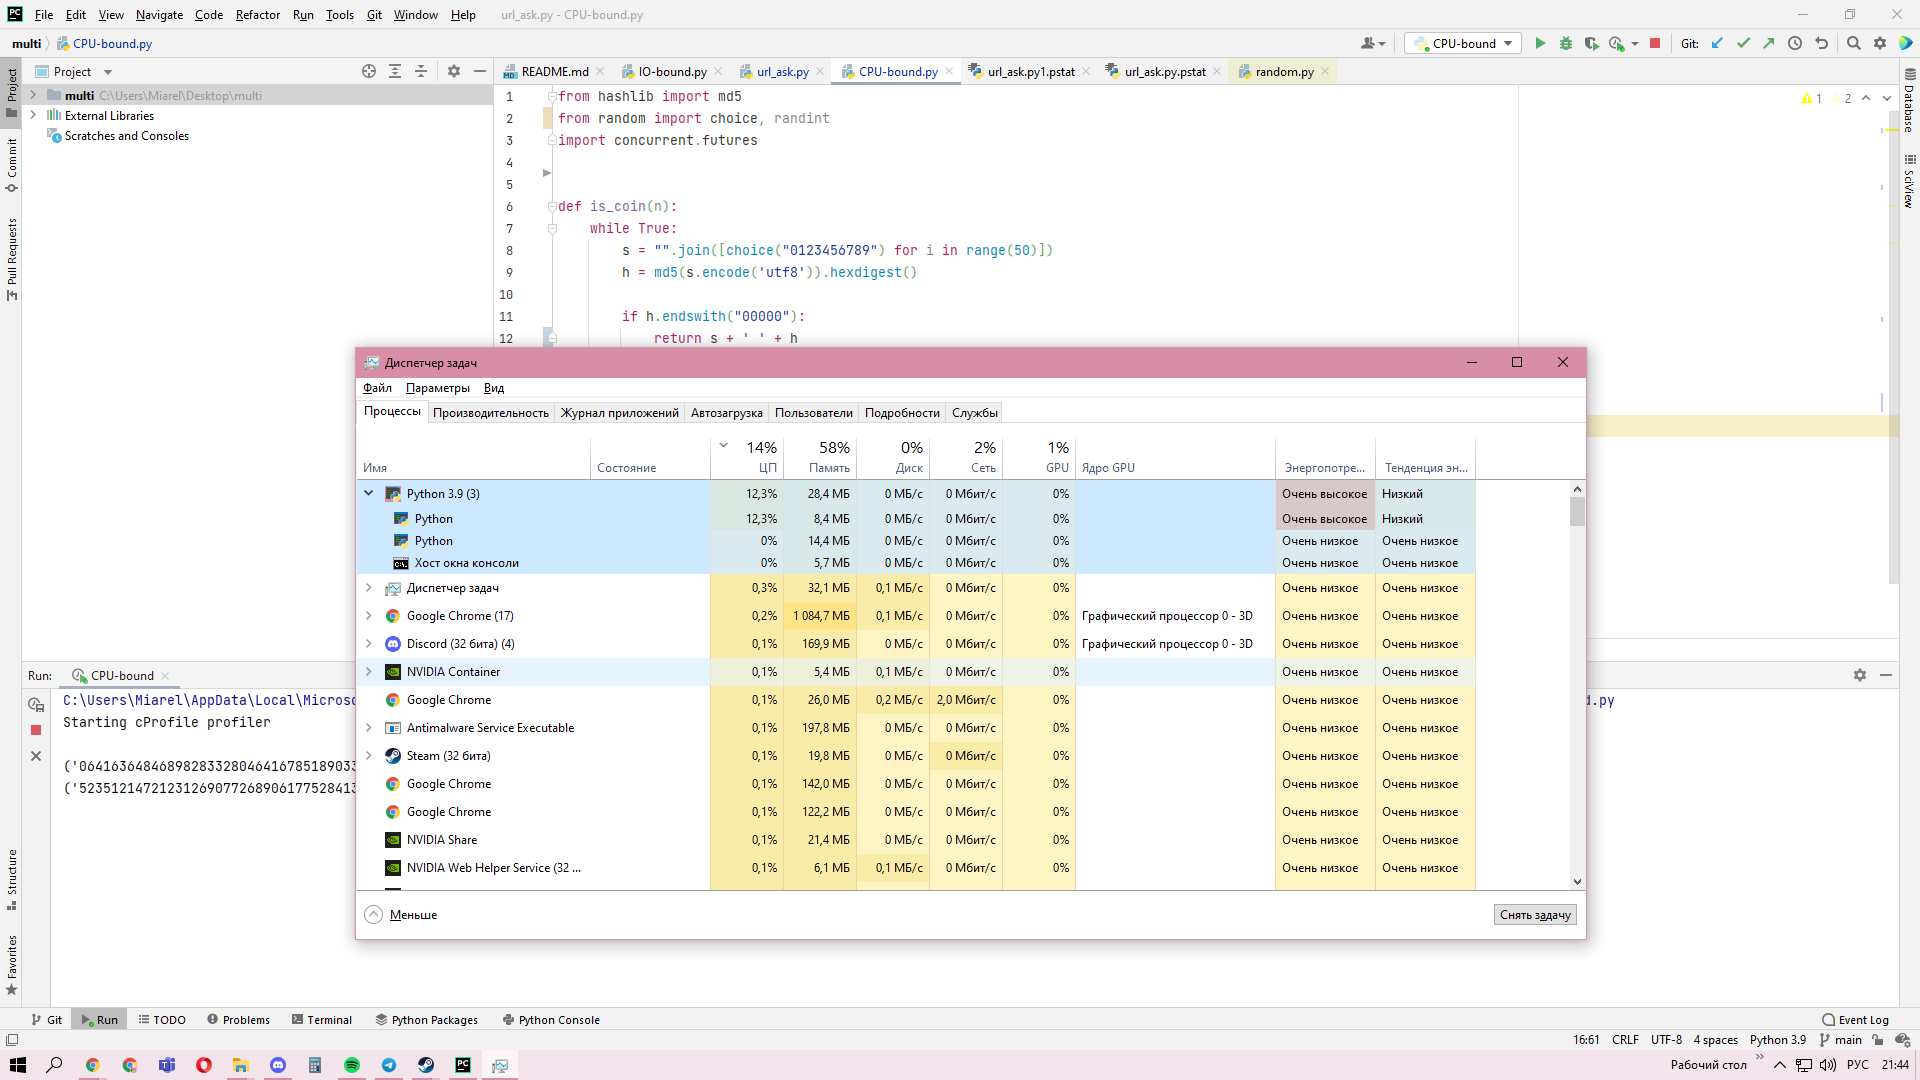 File Edit View Navigate Code Refactor Run Tools Git Window Help url_ask.py - CPU-bound.py
multi CPU-bound.py CPU-bound Git:
Project README.md IO-bound.py url_ask.py CPU-bound.py url_ask.py1.pstat url_ask.py.pstat random.py
multi C:\Users\Miarel\Desktop\multi
External Libraries
Scratches and Consoles
Project
Commit
Pull Requests
Structure
Favorites
Database
SciView
1 2
1 from hashlib import md5
2 from random import choice, randint
3 import concurrent.futures
4
5
6 def is_coin(n):
7 while True:
8 s = "".join([choice("0123456789") for i in range(50)])
9 h = md5(s.encode('utf8')).hexdigest()
10
11 if h.endswith("00000"):
12 return s + ' ' + h
Диспетчер задач
Файл Параметры Вид
Процессы Производительность Журнал приложений Автозагрузка Пользователи Подробности Службы
14% 58% 0% 2% 1%
Имя Состояние ЦП Память Диск Сеть GPU Ядро GPU Энергопотре... Тенденция эн...
Python 3.9 (3) 12,3% 28,4 МБ 0 МБ/с 0 Мбит/с 0% Очень высокое Низкий
Python 12,3% 8,4 МБ 0 МБ/с 0 Мбит/с 0% Очень высокое Низкий
Python 0% 14,4 МБ 0 МБ/с 0 Мбит/с 0% Очень низкое Очень низкое
Хост окна консоли 0% 5,7 МБ 0 МБ/с 0 Мбит/с 0% Очень низкое Очень низкое
Диспетчер задач 0,3% 32,1 МБ 0,1 МБ/с 0 Мбит/с 0% Очень низкое Очень низкое
Google Chrome (17) 0,2% 1 084,7 МБ 0,1 МБ/с 0 Мбит/с 0% Графический процессор 0 - 3D Очень низкое Очень низкое
Discord (32 бита) (4) 0,1% 169,9 МБ 0 МБ/с 0 Мбит/с 0% Графический процессор 0 - 3D Очень низкое Очень низкое
NVIDIA Container 0,1% 5,4 МБ 0,1 МБ/с 0 Мбит/с 0% Очень низкое Очень низкое
Google Chrome 0,1% 26,0 МБ 0,2 МБ/с 2,0 Мбит/с 0% Очень низкое Очень низкое
Antimalware Service Executable 0,1% 197,8 МБ 0 МБ/с 0 Мбит/с 0% Очень низкое Очень низкое
Steam (32 бита) 0,1% 19,8 МБ 0 МБ/с 0 Мбит/с 0% Очень низкое Очень низкое
Google Chrome 0,1% 142,0 МБ 0 МБ/с 0 Мбит/с 0% Очень низкое Очень низкое
Google Chrome 0,1% 122,2 МБ 0 МБ/с 0 Мбит/с 0% Очень низкое Очень низкое
NVIDIA Share 0,1% 21,4 МБ 0 МБ/с 0 Мбит/с 0% Очень низкое Очень низкое
NVIDIA Web Helper Service (32 ... 0,1% 6,1 МБ 0,1 МБ/с 0 Мбит/с 0% Очень низкое Очень низкое
Меньше Снять задачу
Run: CPU-bound
C:\Users\Miarel\AppData\Local\Microso d.py
Starting cProfile profiler
('0641636484689828332804641678518903
('5235121472123126907726890617752841
Git Run TODO Problems Terminal Python Packages Python Console Event Log
16:61 CRLF UTF-8 4 spaces Python 3.9 main
Рабочий стол РУС 21:44